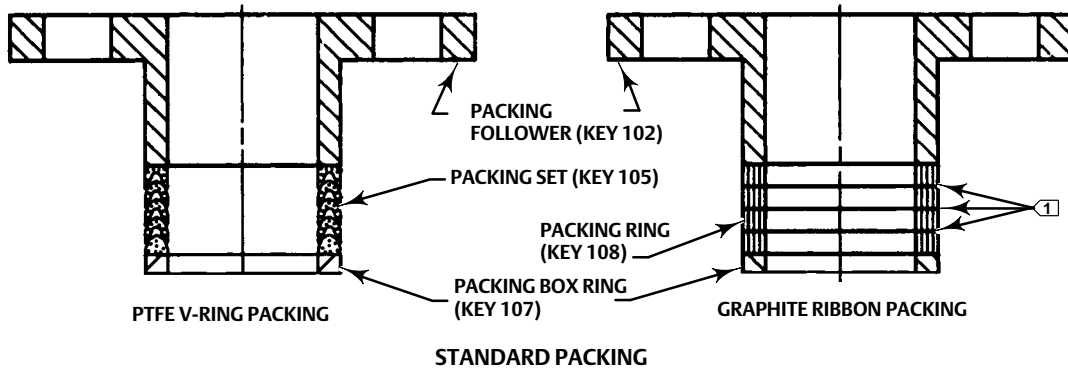 PACKING
FOLLOWER (KEY 102)
PACKING SET (KEY 105)
1
PACKING RING
(KEY 108)
PACKING BOX RING
(KEY 107)
PTFE V-RING PACKING
GRAPHITE RIBBON PACKING
STANDARD PACKING